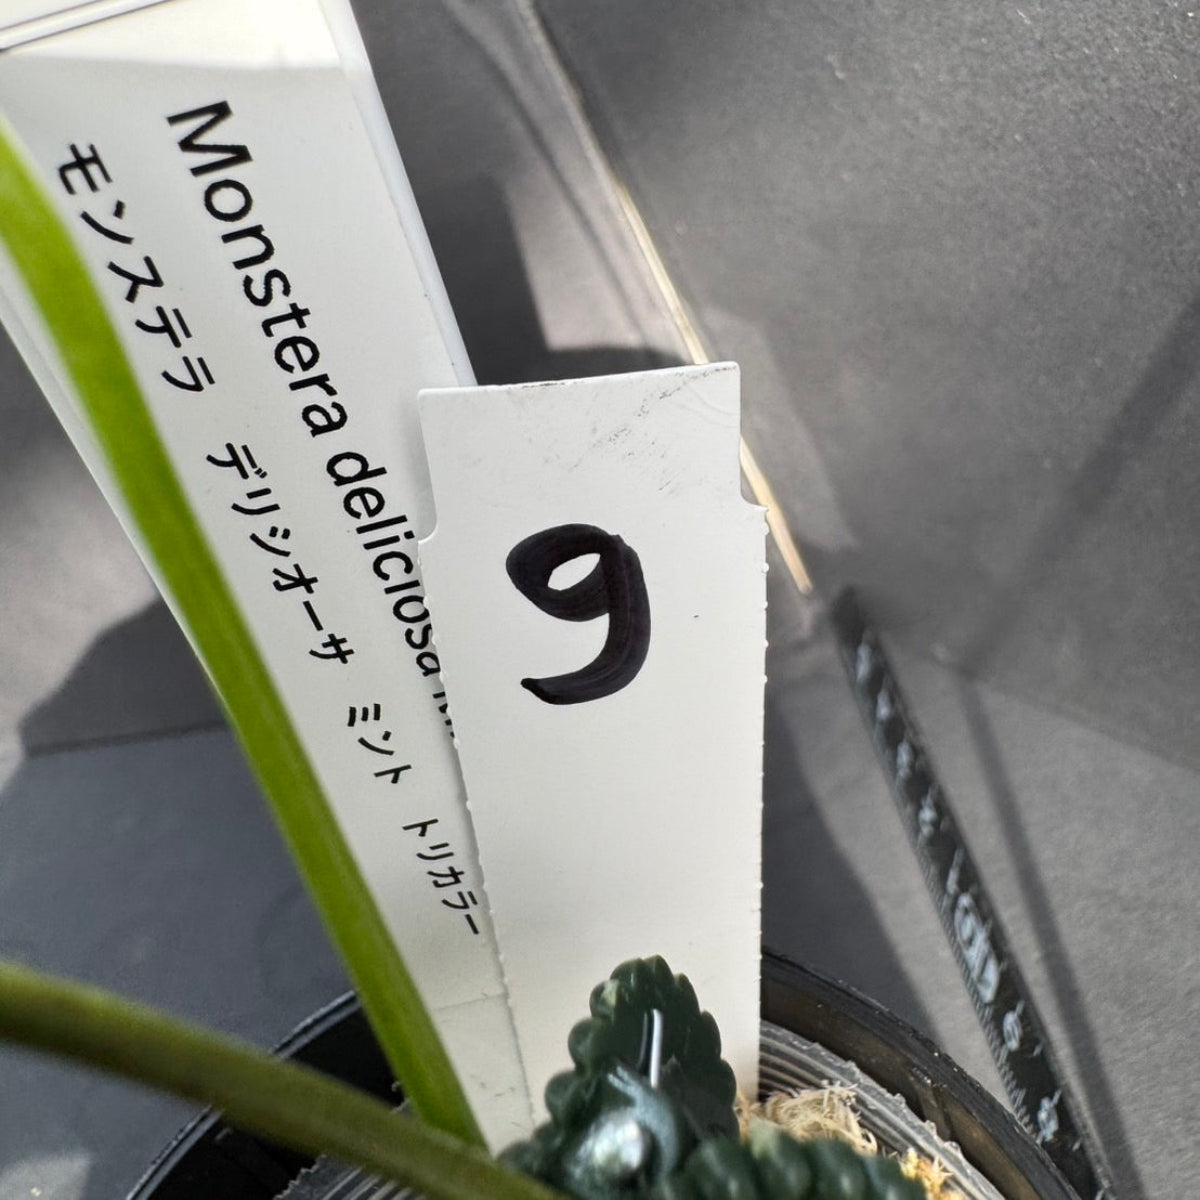 Monstera deliciosa
モンステラ デリシオーサ ミント トリカラー
9